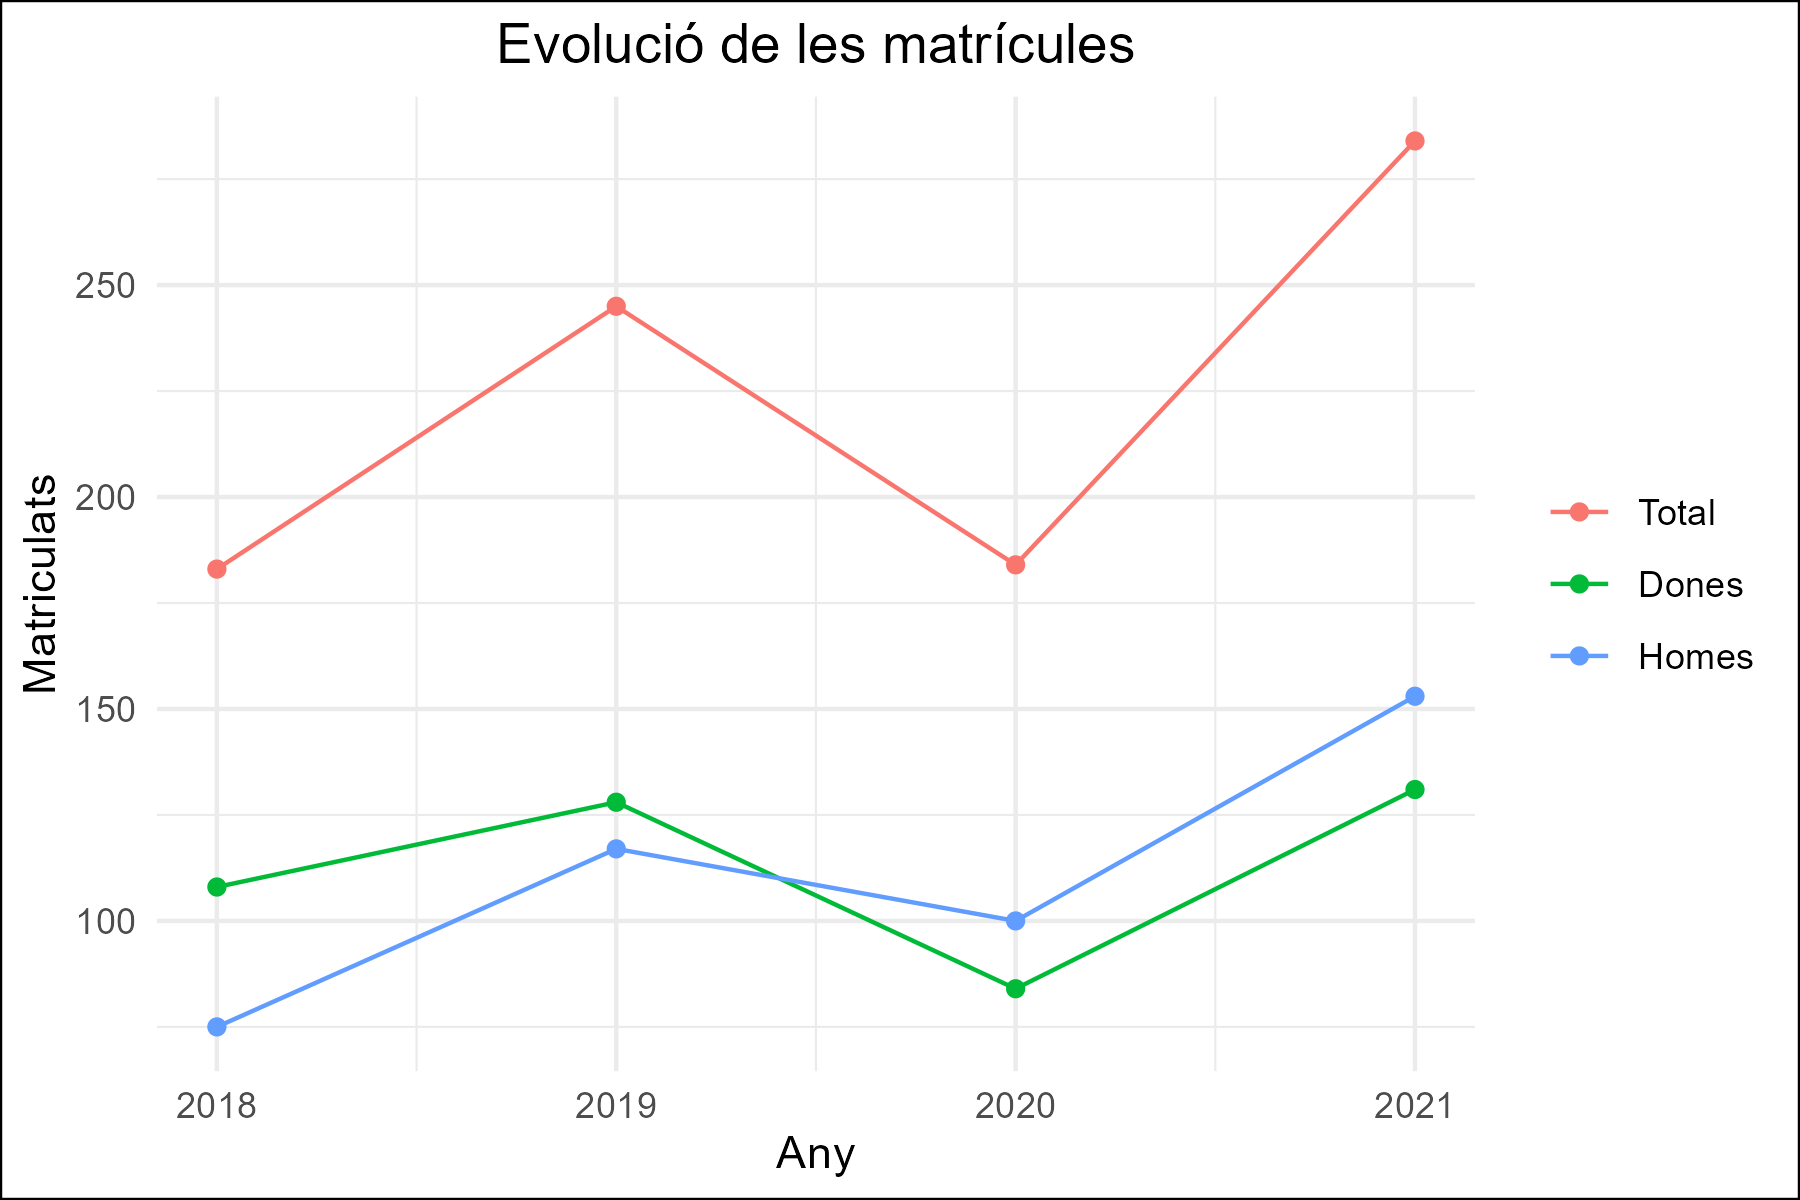 Evolució de les matrícules
Matriculats
250
200
150
100
2018
2019
2020
2021
Any
Total
Dones
Homes